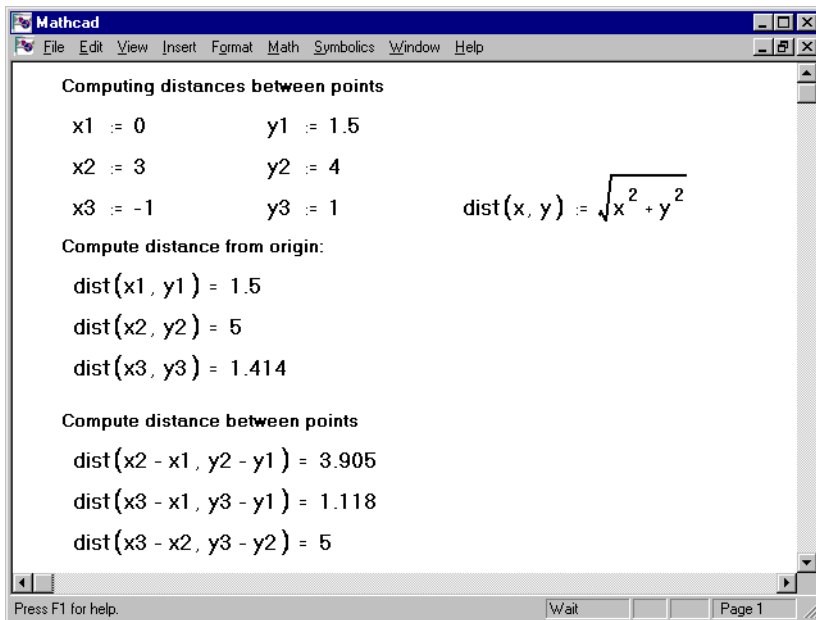 Mathcad
File Edit View Insert Format Math Symbolics Window Help
Computing distances between points
x1 := 0 y1 := 1.5
x2 := 3 y2 := 4
x3 := -1 y3 := 1 dist(x, y) := √(x² + y²)
Compute distance from origin:
dist(x1, y1) = 1.5
dist(x2, y2) = 5
dist(x3, y3) = 1.414
Compute distance between points
dist(x2 - x1, y2 - y1) = 3.905
dist(x3 - x1, y3 - y1) = 1.118
dist(x3 - x2, y3 - y2) = 5
Press F1 for help. Wait Page 1